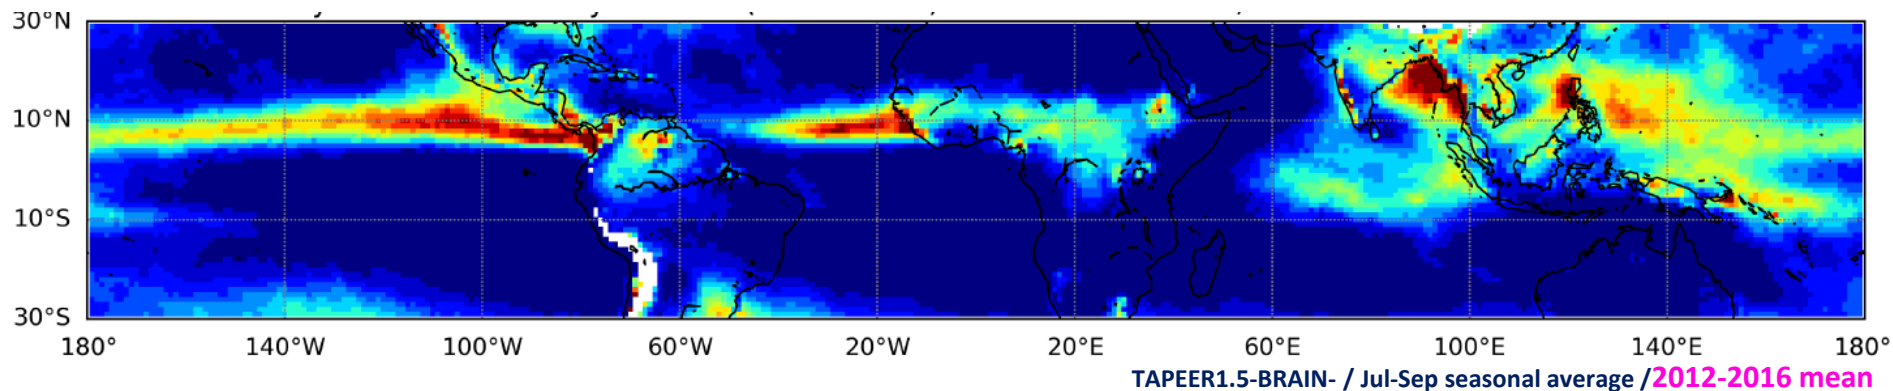 30°N
10°N
10°S
30°S
180° 140°W 100°W 60°W 20°W 20°E 60°E 100°E 140°E 180°
TAPEER1.5-BRAIN- / Jul-Sep seasonal average /2012-2016 mean